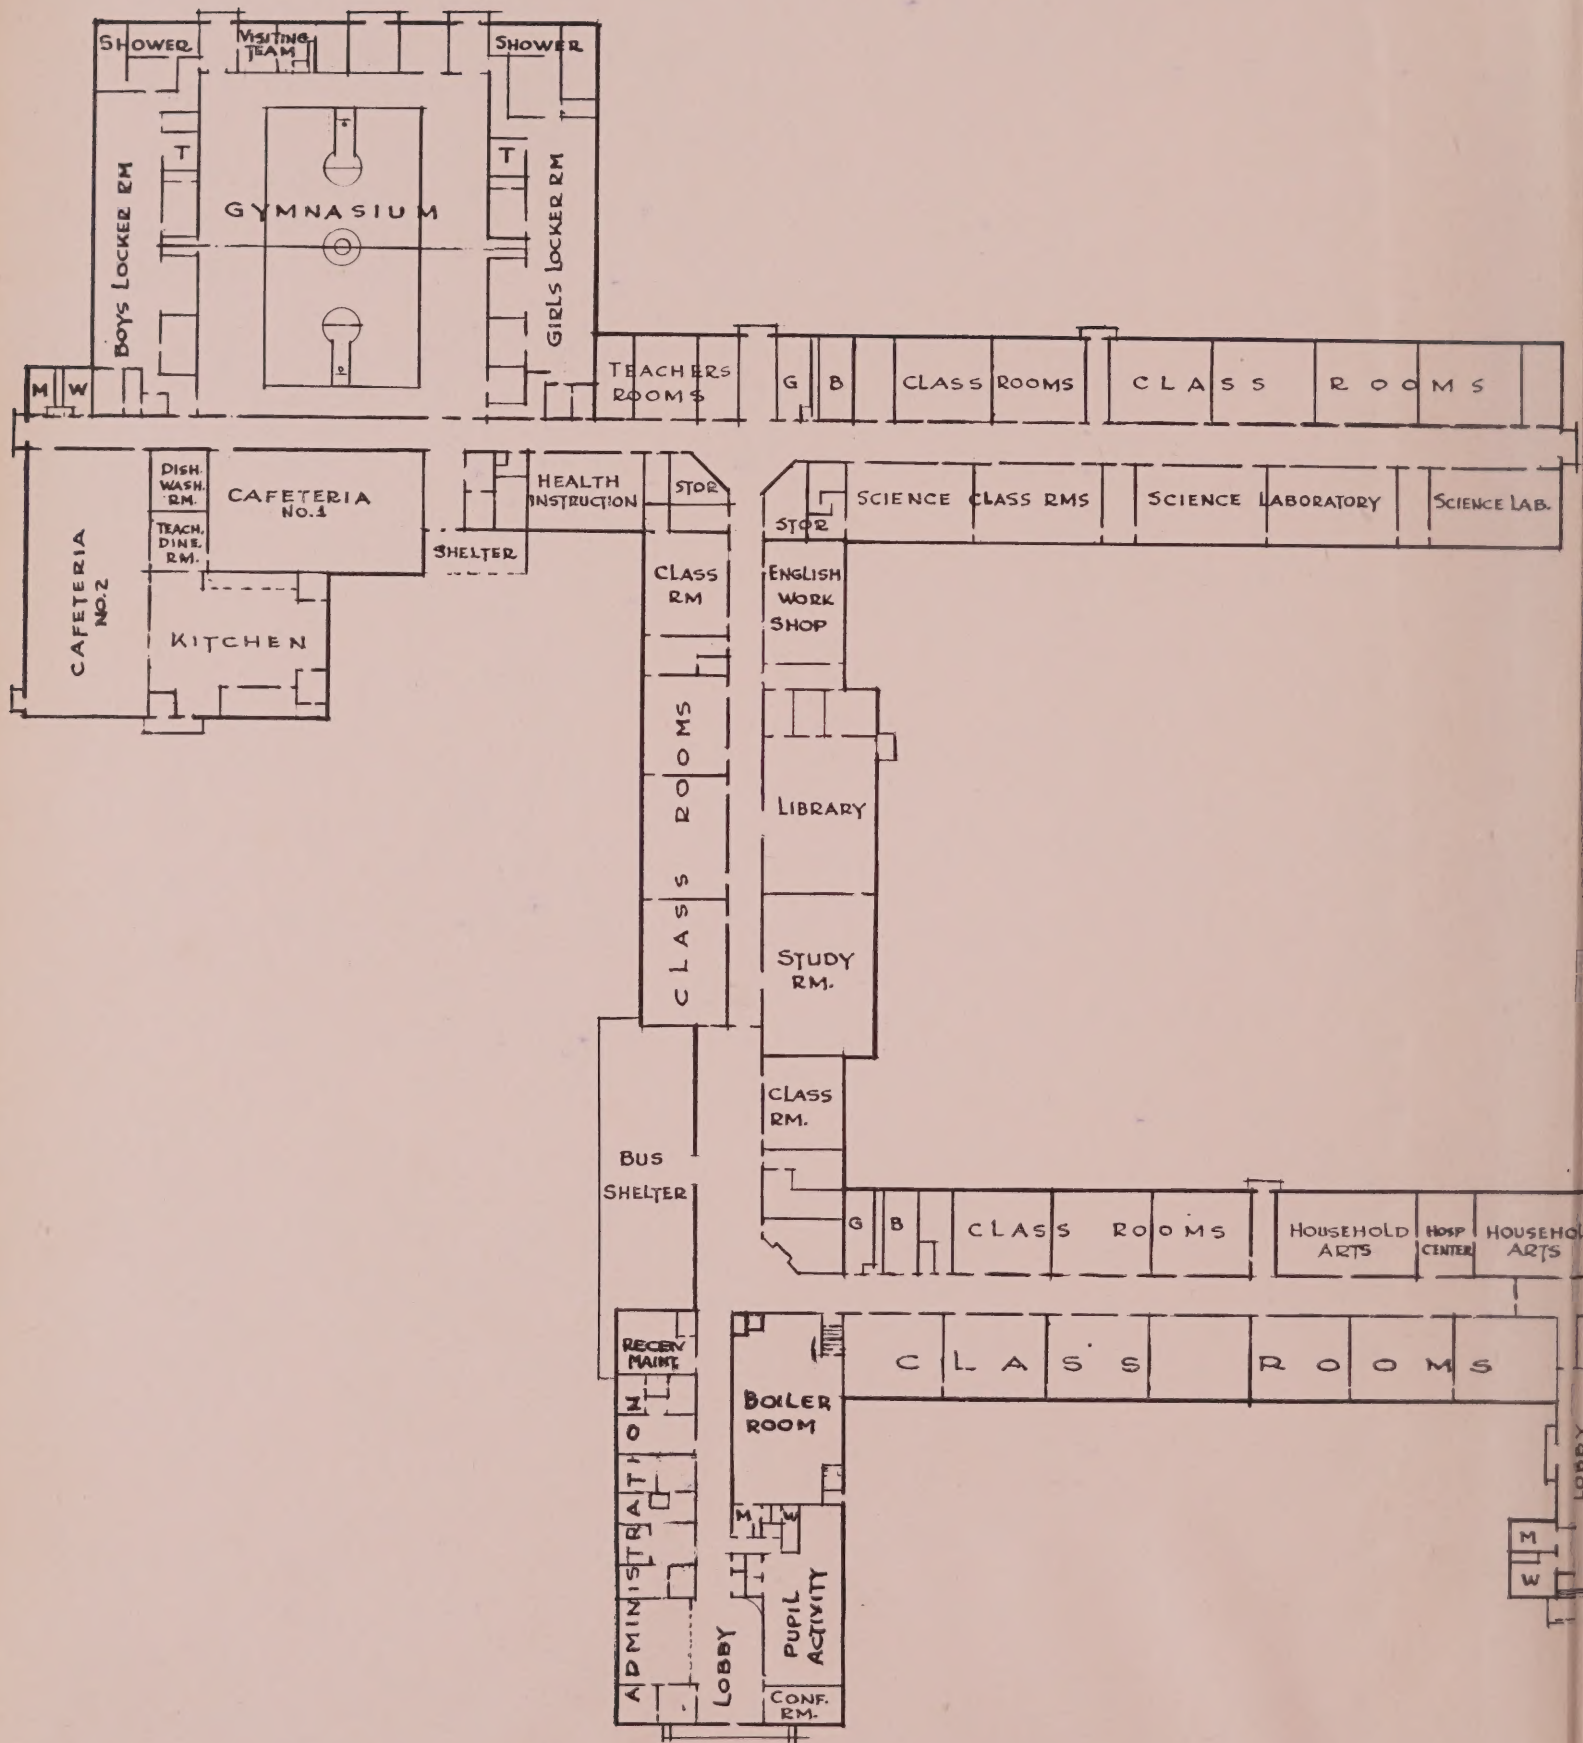 SHOWER
VISITING
TEAM
SHOWER
T
T
GYMNASIUM
BOYS LOCKER RM
GIRLS LOCKER RM
M
W
TEACHERS
ROOMS
G
B
CLASS ROOMS
CLASS ROOMS
DISH.
WASH.
RM.
CAFETERIA
NO.1
HEALTH
INSTRUCTION
STOR
STOR
SCIENCE CLASS RMS
SCIENCE LABORATORY
SCIENCE LAB.
TEACH.
DINE.
RM.
SHELTER
CAFETERIA
NO.2
KITCHEN
CLASS
RM
ENGLISH
WORK
SHOP
CLASS ROOMS
LIBRARY
STUDY
RM.
CLASS
RM.
BUS
SHELTER
G
B
CLASS ROOMS
HOUSEHOLD
ARTS
HOSP
CENTER
HOUSEHO
ARTS
RECEIV
MAINT.
BOILER
ROOM
CLASS ROOMS
ADMINISTRATION
M
W
LOBBY
PUPIL
ACTIVITY
CONF.
RM.
LOBBY
M
W